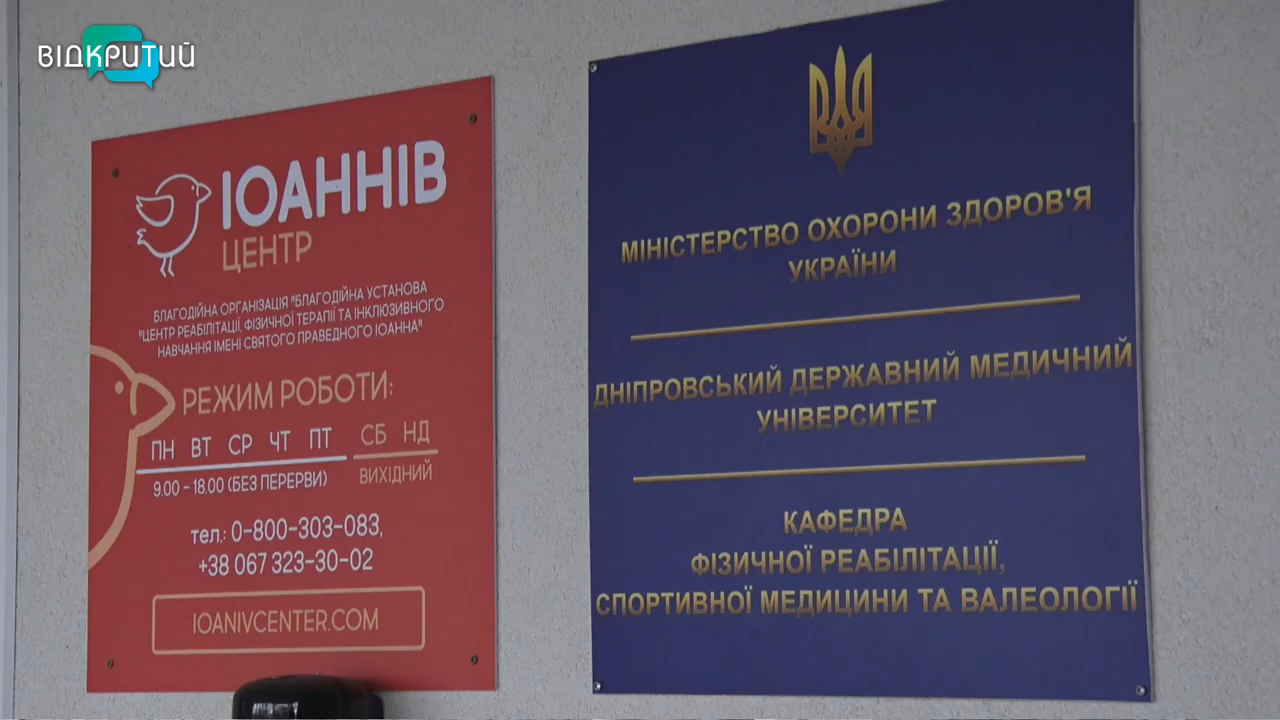 ВІДКРИТИЙ
ІОАННІВ
ЦЕНТР
БЛАГОДІЙНА ОРГАНІЗАЦІЯ "БЛАГОДІЙНА УСТАНОВА
"ЦЕНТР РЕАБІЛІТАЦІЇ, ФІЗИЧНОЇ ТЕРАПІЇ ТА ІНКЛЮЗИВНОГО
НАВЧАННЯ ІМЕНІ СВЯТОГО ПРАВЕДНОГО ІОАННА"
РЕЖИМ РОБОТИ:
ПН ВТ СР ЧТ ПТ СБ НД
9.00 - 18.00 (БЕЗ ПЕРЕРВИ) ВИХІДНИЙ
тел.: 0-800-303-083,
+38 067 323-30-02
IOANIVCENTER.COM
МІНІСТЕРСТВО ОХОРОНИ ЗДОРОВ'Я
УКРАЇНИ
ДНІПРОВСЬКИЙ ДЕРЖАВНИЙ МЕДИЧНИЙ
УНІВЕРСИТЕТ
КАФЕДРА
ФІЗИЧНОЇ РЕАБІЛІТАЦІЇ,
СПОРТИВНОЇ МЕДИЦИНИ ТА ВАЛЕОЛОГІЇ